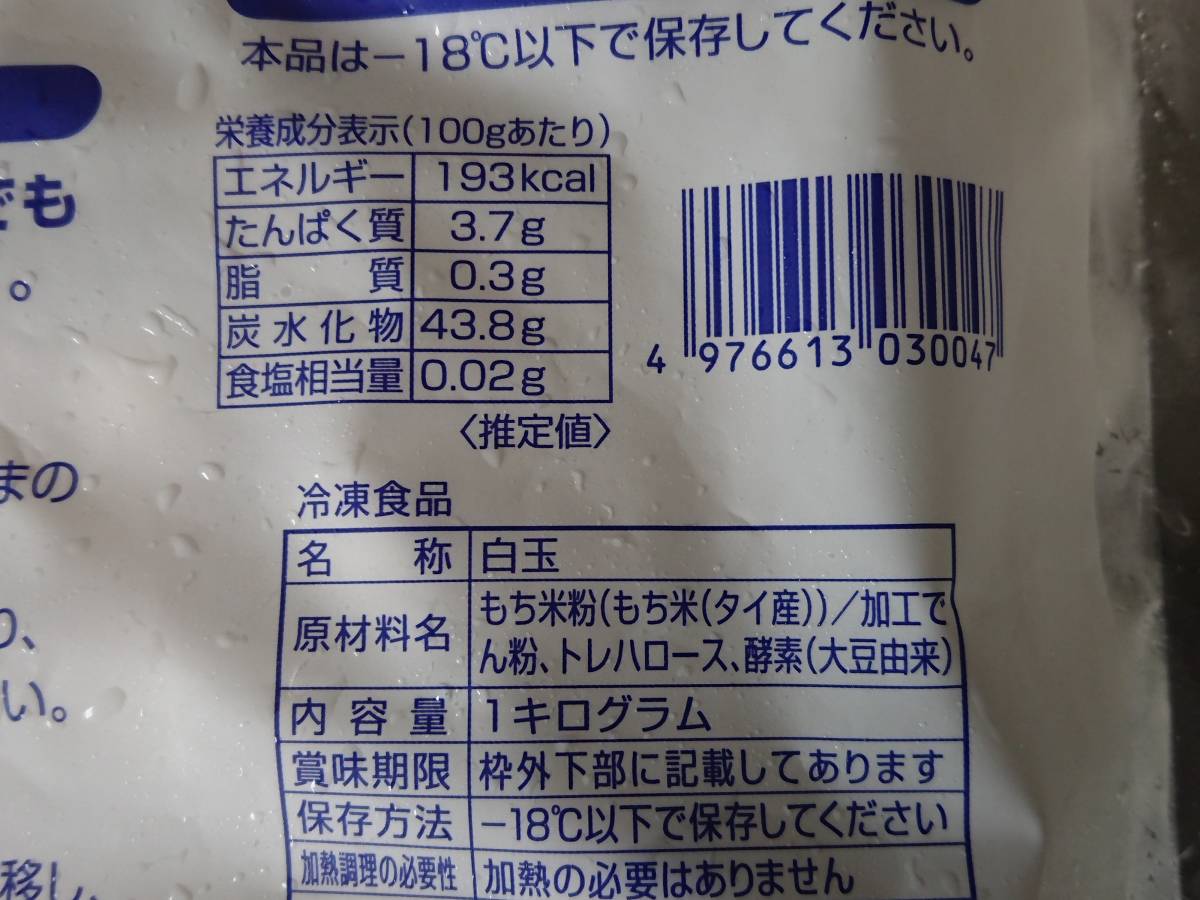 本品は−18℃以下で保存してください。
でも
。
栄養成分表示(100gあたり)
エネルギー 193kcal
たんぱく質 3.7g
脂質 0.3g
炭水化物 43.8g
食塩相当量 0.02g
〈推定値〉
4 976613 030047
まの
冷凍食品
名称 白玉
原材料名 もち米粉(もち米(タイ産))/加工で
ん粉、トレハロース、酵素(大豆由来)
り、
い。
内容量 1キログラム
賞味期限 枠外下部に記載してあります
保存方法 −18℃以下で保存してください
加熱調理の必要性 加熱の必要はありません
移し、